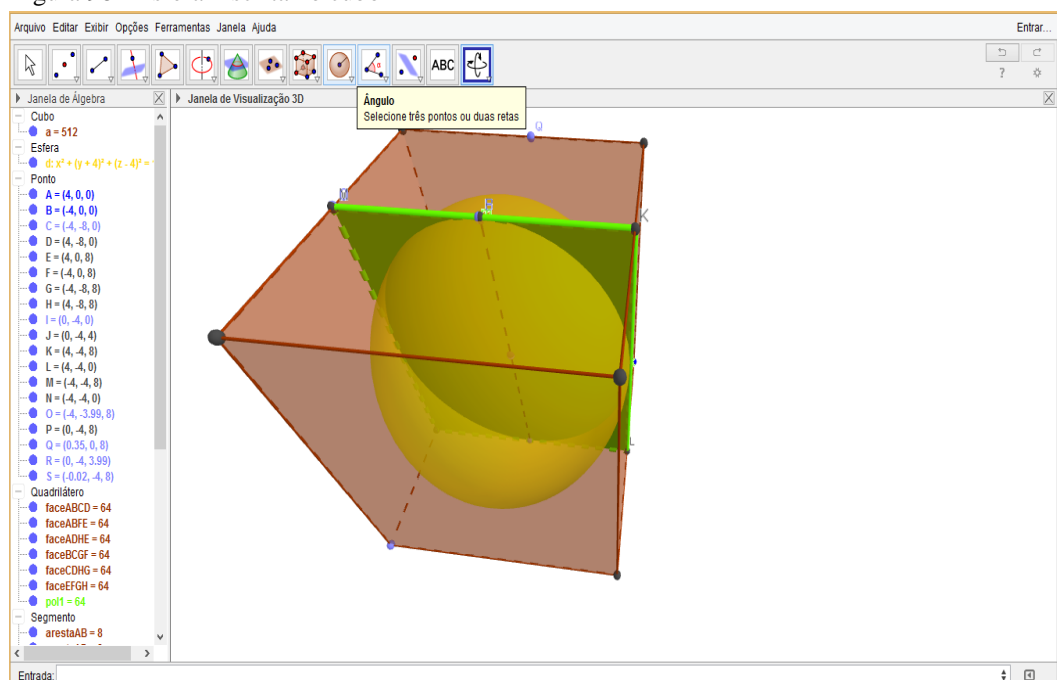 Arquivo Editar Exibir Opções Ferramentas Janela Ajuda
Entrar...
ABC
?
Janela de Álgebra
Janela de Visualização 3D
Ângulo
Selecione três pontos ou duas retas
Cubo
a = 512
Esfera
d: x² + (y + 4)² + (z - 4)² =
Ponto
A = (4, 0, 0)
B = (-4, 0, 0)
C = (-4, -8, 0)
D = (4, -8, 0)
E = (4, 0, 8)
F = (-4, 0, 8)
G = (-4, -8, 8)
H = (4, -8, 8)
I = (0, -4, 0)
J = (0, -4, 4)
K = (4, -4, 8)
L = (4, -4, 0)
M = (-4, -4, 8)
N = (-4, -4, 0)
O = (-4, -3.99, 8)
P = (0, -4, 8)
Q = (0.35, 0, 8)
R = (0, -4, 3.99)
S = (-0.02, -4, 8)
Quadrilátero
faceABCD = 64
faceABFE = 64
faceADHE = 64
faceBCGF = 64
faceCDHG = 64
faceEFGH = 64
pol1 = 64
Segmento
arestaAB = 8
Q
K
L
Entrada: